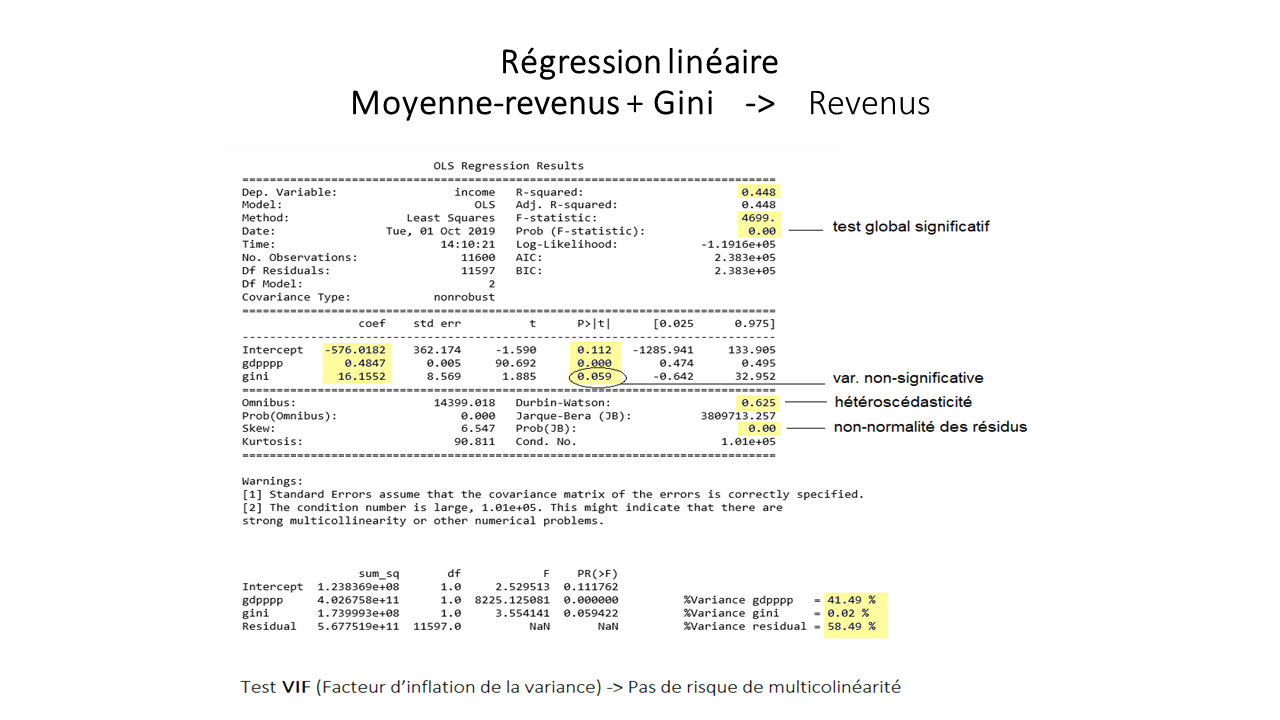 Régression linéaire
Moyenne-revenus + Gini -> Revenus
OLS Regression Results
==============================================================================
Dep. Variable: income R-squared: 0.448
Model: OLS Adj. R-squared: 0.448
Method: Least Squares F-statistic: 4699.
Date: Tue, 01 Oct 2019 Prob (F-statistic): 0.00 test global significatif
Time: 14:10:21 Log-Likelihood: -1.1916e+05
No. Observations: 11600 AIC: 2.383e+05
Df Residuals: 11597 BIC: 2.383e+05
Df Model: 2
Covariance Type: nonrobust
==============================================================================
coef std err t P>|t| [0.025 0.975]
------------------------------------------------------------------------------
Intercept -576.0182 362.174 -1.590 0.112 -1285.941 133.905
gdpppp 0.4847 0.005 90.692 0.000 0.474 0.495
gini 16.1552 8.569 1.885 0.059 -0.642 32.952 var. non-significative
==============================================================================
Omnibus: 14399.018 Durbin-Watson: 0.625 hétéroscédasticité
Prob(Omnibus): 0.000 Jarque-Bera (JB): 3809713.257
Skew: 6.547 Prob(JB): 0.00 non-normalité des résidus
Kurtosis: 90.811 Cond. No. 1.01e+05
==============================================================================
Warnings:
[1] Standard Errors assume that the covariance matrix of the errors is correctly specified.
[2] The condition number is large, 1.01e+05. This might indicate that there are
strong multicollinearity or other numerical problems.
sum_sq df F PR(>F)
Intercept 1.238369e+08 1.0 2.529513 0.111762
gdpppp 4.026758e+11 1.0 8225.125081 0.000000 %Variance gdpppp = 41.49 %
gini 1.739993e+08 1.0 3.554141 0.059422 %Variance gini = 0.02 %
Residual 5.677519e+11 11597.0 NaN NaN %Variance residual = 58.49 %
Test VIF (Facteur d’inflation de la variance) -> Pas de risque de multicolinéarité